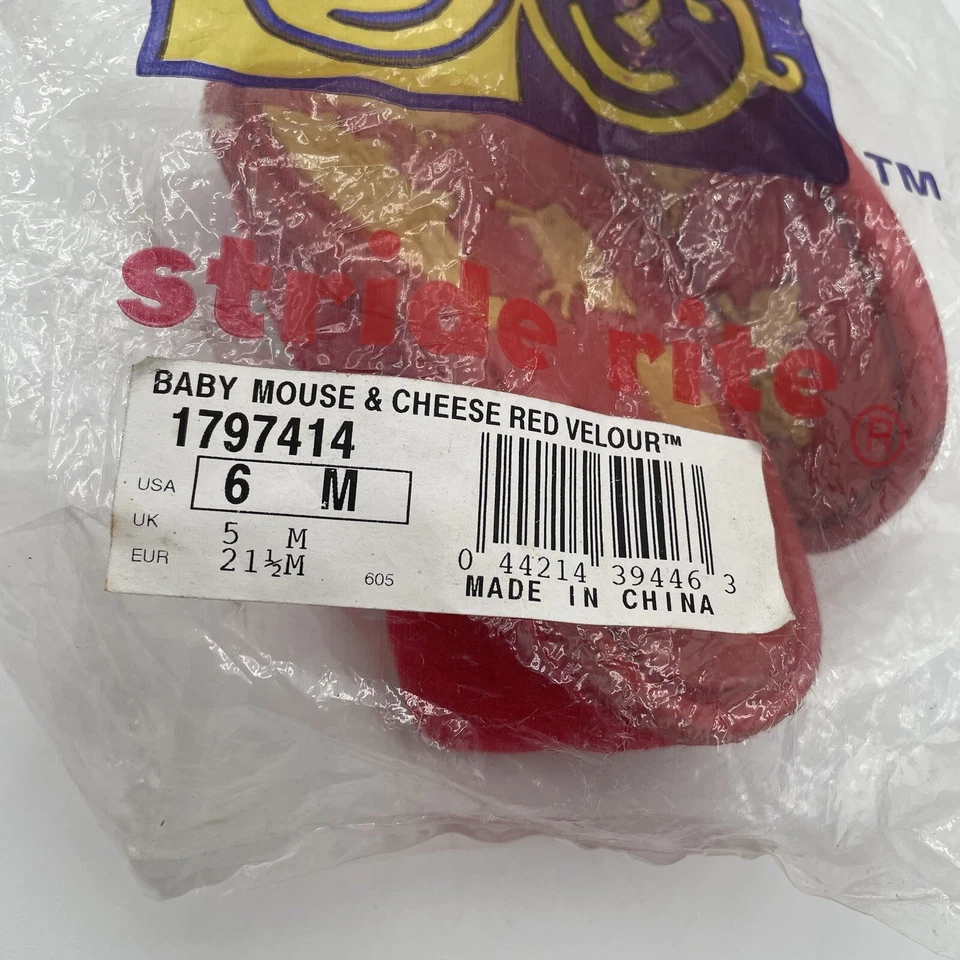 TM
stride rite®
BABY MOUSE & CHEESE RED VELOUR™
1797414
USA 6 M
UK 5 M
EUR 21½M
605
0 44214 39446 3
MADE IN CHINA